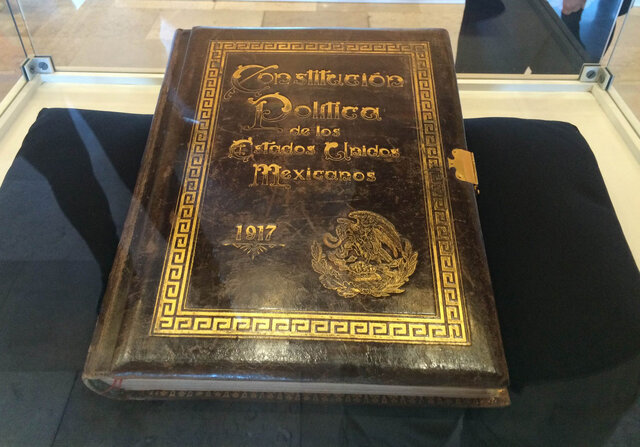 Constitución
Política
de los
Estados Unidos
Mexicanos
1917